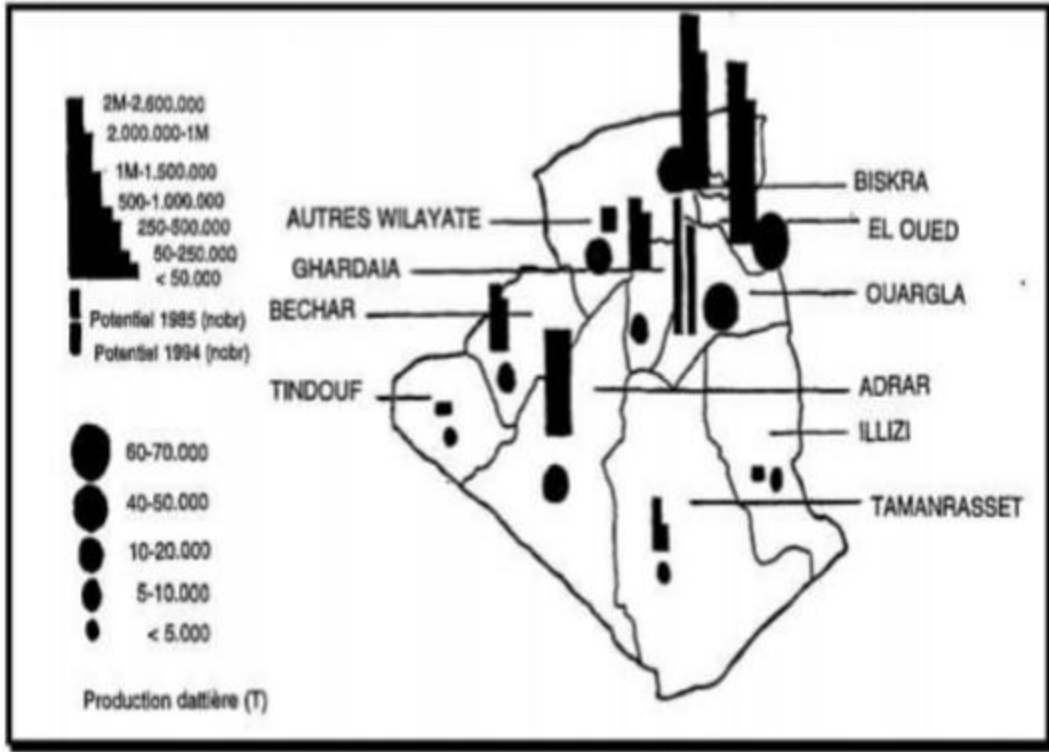 2M-2.600.000
2.000.000-1M
1M-1.500.000
500-1.000.000
250-500.000
50-250.000
< 50.000
Potentiel 1985 (nobr)
Potentiel 1994 (nobr)
60-70.000
40-50.000
10-20.000
5-10.000
< 5.000
Production dattière (T)
AUTRES WILAYATE
GHARDAIA
BECHAR
TINDOUF
BISKRA
EL OUED
OUARGLA
ADRAR
ILLIZI
TAMANRASSET